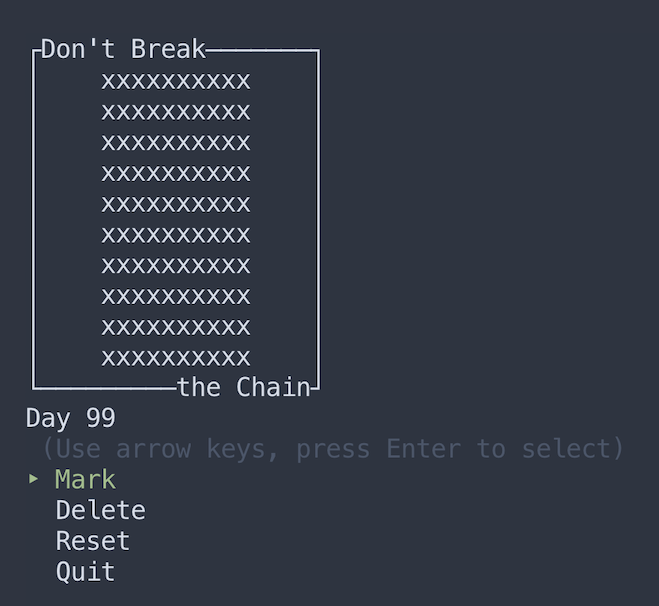 Don't Break
xxxxxxxxxx
xxxxxxxxxx
xxxxxxxxxx
xxxxxxxxxx
xxxxxxxxxx
xxxxxxxxxx
xxxxxxxxxx
xxxxxxxxxx
xxxxxxxxxx
xxxxxxxxxx
the Chain
Day 99
(Use arrow keys, press Enter to select)
▸ Mark
Delete
Reset
Quit